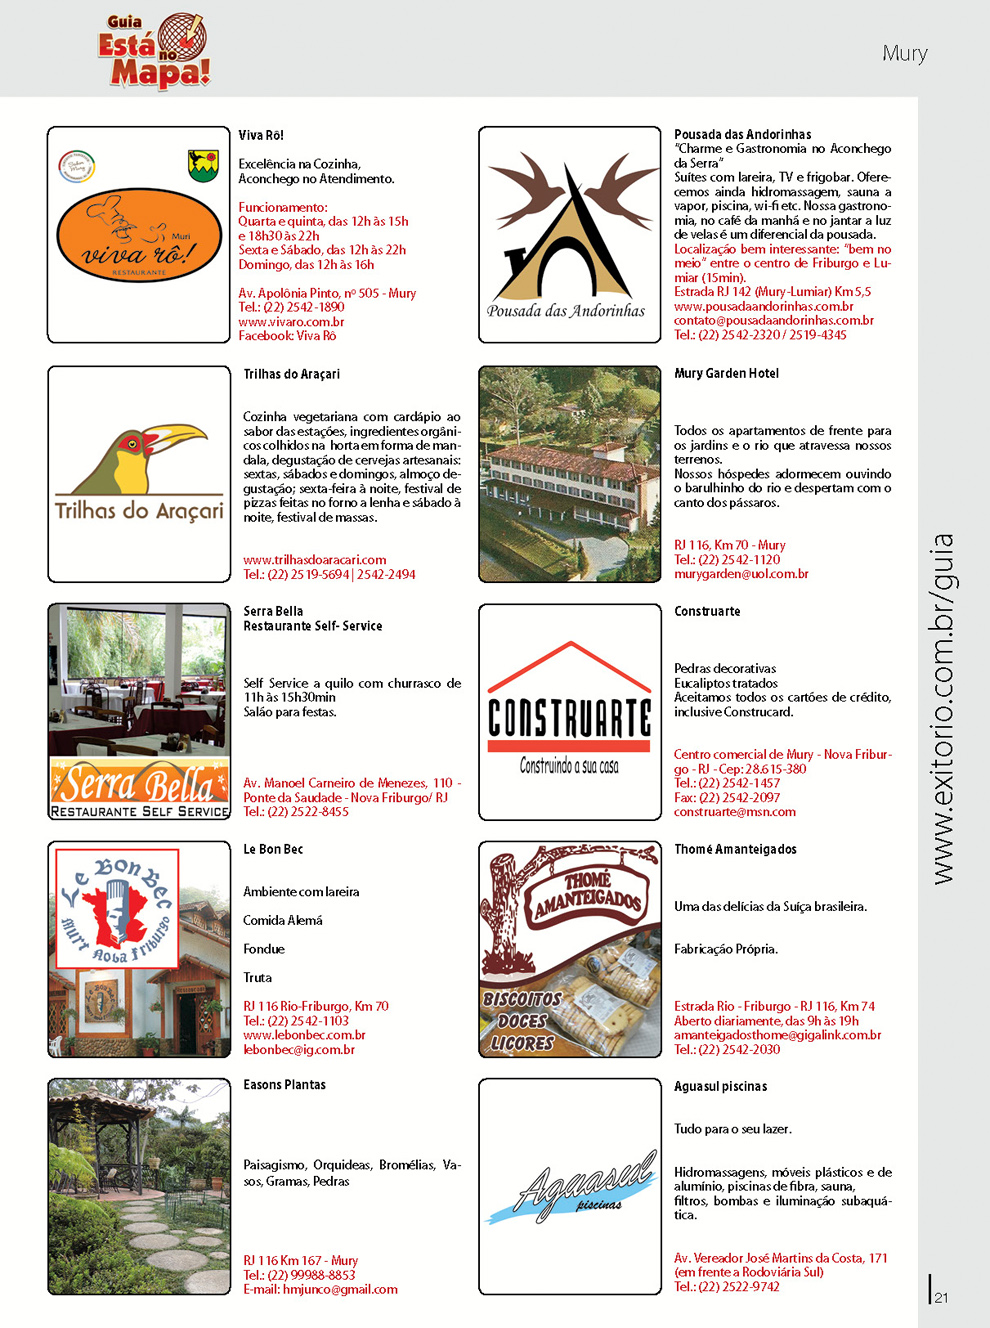 Guia
Está
no
Mapa!
Mury
Muri
viva rô!
RESTAURANTE
Viva Rô!
Excelência na Cozinha,
Aconchego no Atendimento.
Funcionamento:
Quarta e quinta, das 12h às 15h
e 18h30 às 22h
Sexta e Sábado, das 12h às 22h
Domingo, das 12h às 16h
Av. Apolônia Pinto, nº 505 - Mury
Tel.: (22) 2542-1890
www.vivaro.com.br
Facebook: Viva Rô
Pousada das Andorinhas
Pousada das Andorinhas
"Charme e Gastronomia no Aconchego
da Serra"
Suítes com lareira, TV e frigobar. Ofere-
cemos ainda hidromassagem, sauna a
vapor, piscina, wi-fi etc. Nossa gastrono-
mia, no café da manhã e no jantar a luz
de velas é um diferencial da pousada.
Localização bem interessante: "bem no
meio" entre o centro de Friburgo e Lu-
miar (15min).
Estrada RJ 142 (Mury-Lumiar) Km 5,5
www.pousadaandorinhas.com.br
contato@pousadaandorinhas.com.br
Tel.: (22) 2542-2320 / 2519-4345
Trilhas do Araçari
Trilhas do Araçari
Cozinha vegetariana com cardápio ao
sabor das estações, ingredientes orgâni-
cos colhidos na horta em forma de man-
dala, degustação de cervejas artesanais:
sextas, sábados e domingos, almoço de-
gustação; sexta-feira à noite, festival de
pizzas feitas no forno a lenha e sábado à
noite, festival de massas.
www.trilhasdoaracari.com
Tel.: (22) 2519-5694 | 2542-2494
Mury Garden Hotel
Todos os apartamentos de frente para
os jardins e o rio que atravessa nossos
terrenos.
Nossos hóspedes adormecem ouvindo
o barulhinho do rio e despertam com o
canto dos pássaros.
RJ 116, Km 70 - Mury
Tel.: (22) 2542-1120
murygarden@uol.com.br
Serra Bella
RESTAURANTE SELF SERVICE
Serra Bella
Restaurante Self- Service
Self Service a quilo com churrasco de
11h às 15h30min
Salão para festas.
Av. Manoel Carneiro de Menezes, 110 -
Ponte da Saudade - Nova Friburgo/ RJ
Tel.: (22) 2522-8455
CONSTRUARTE
Construindo a sua casa
Construarte
Pedras decorativas
Eucaliptos tratados
Aceitamos todos os cartões de crédito,
inclusive Construcard.
Centro comercial de Mury - Nova Fribur-
go - RJ - Cep: 28.615-380
Tel.: (22) 2542-1457
Fax: (22) 2542-2097
construarte@msn.com
Le Bon Bec
Mury Nova Friburgo
Le Bon Bec
Ambiente com lareira
Comida Alemã
Fondue
Truta
RJ 116 Rio-Friburgo, Km 70
Tel.: (22) 2542-1103
www.lebonbec.com.br
lebonbec@ig.com.br
THOMÉ
AMANTEIGADOS
BISCOITOS
DOCES
LICORES
Thomé Amanteigados
Uma das delícias da Suíça brasileira.
Fabricação Própria.
Estrada Rio - Friburgo - RJ 116, Km 74
Aberto diariamente, das 9h às 19h
amanteigadosthome@gigalink.com.br
Tel.: (22) 2542-2030
Easons Plantas
Paisagismo, Orquideas, Bromélias, Va-
sos, Gramas, Pedras
RJ 116 Km 167 - Mury
Tel.: (22) 99988-8853
E-mail: hmjunco@gmail.com
Aguasul
piscinas
Aguasul piscinas
Tudo para o seu lazer.
Hidromassagens, móveis plásticos e de
alumínio, piscinas de fibra, sauna,
filtros, bombas e iluminação subaquá-
tica.
Av. Vereador José Martins da Costa, 171
(em frente a Rodoviária Sul)
Tel.: (22) 2522-9742
www.exitorio.com.br/guia
21